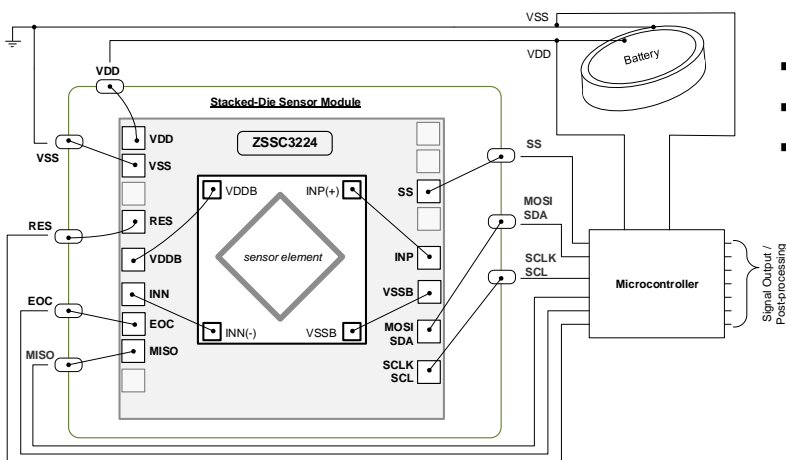 VSS
VDD
Battery
VDD
Stacked-Die Sensor Module
ZSSC3224
VDD
VSS
VSS
SS
SS
VDDB
INP(+)
RES
RES
MOSI
SDA
sensor element
VDDB
INP
SCLK
SCL
Microcontroller
Signal Output /
Post-processing
INN
VSSB
EOC
EOC
INN(-)
VSSB
MOSI
SDA
MISO
MISO
SCLK
SCL